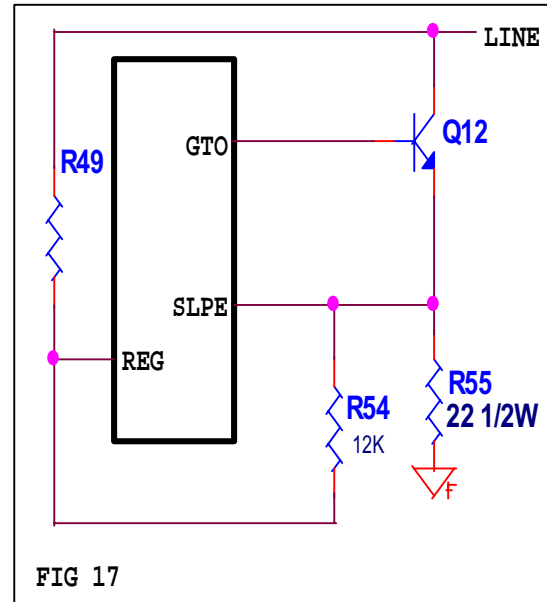 LINE
GTO
Q12
R49
SLPE
REG
R54
12K
R55
22 1/2W
F
FIG 17